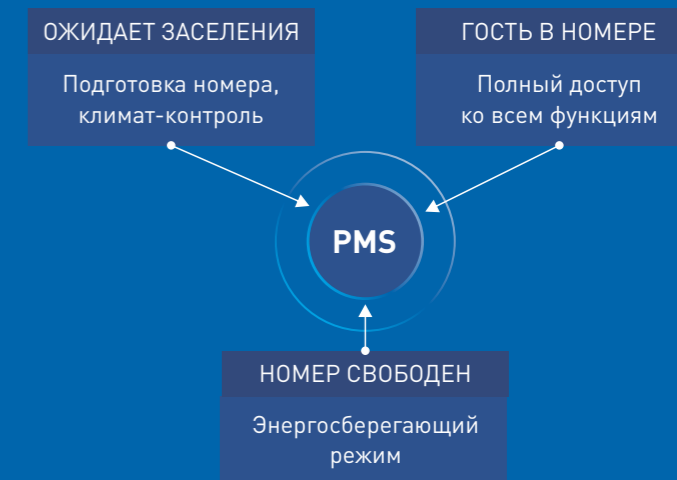 ОЖИДАЕТ ЗАСЕЛЕНИЯ
Подготовка номера,
климат-контроль
ГОСТЬ В НОМЕРЕ
Полный доступ
ко всем функциям
PMS
НОМЕР СВОБОДЕН
Энергосберегающий
режим